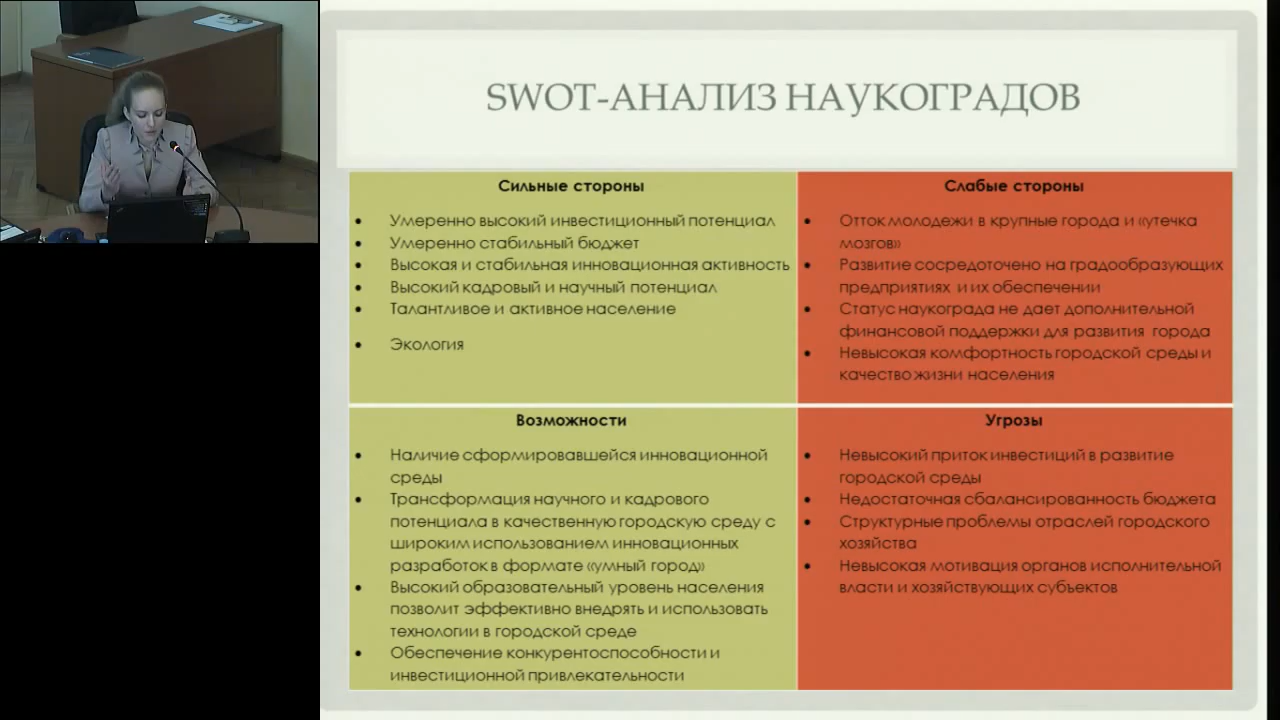 SWOT-АНАЛИЗ НАУКОГРАДОВ
Сильные стороны
Умеренно высокий инвестиционный потенциал
Умеренно стабильный бюджет
Высокая и стабильная инновационная активность
Высокий кадровый и научный потенциал
Талантливое и активное население
Экология
Слабые стороны
Отток молодежи в крупные города и «утечка
мозгов»
Развитие сосредоточено на градообразующих
предприятиях и их обеспечении
Статус наукограда не дает дополнительной
финансовой поддержки для развития города
Невысокая комфортность городской среды и
качество жизни населения
Возможности
Наличие сформировавшейся инновационной
среды
Трансформация научного и кадрового
потенциала в качественную городскую среду с
широким использованием инновационных
разработок в формате «умный город»
Высокий образовательный уровень населения
позволит эффективно внедрять и использовать
технологии в городской среде
Обеспечение конкурентоспособности и
инвестиционной привлекательности
Угрозы
Невысокий приток инвестиций в развитие
городской среды
Недостаточная сбалансированность бюджета
Структурные проблемы отраслей городского
хозяйства
Невысокая мотивация органов исполнительной
власти и хозяйствующих субъектов